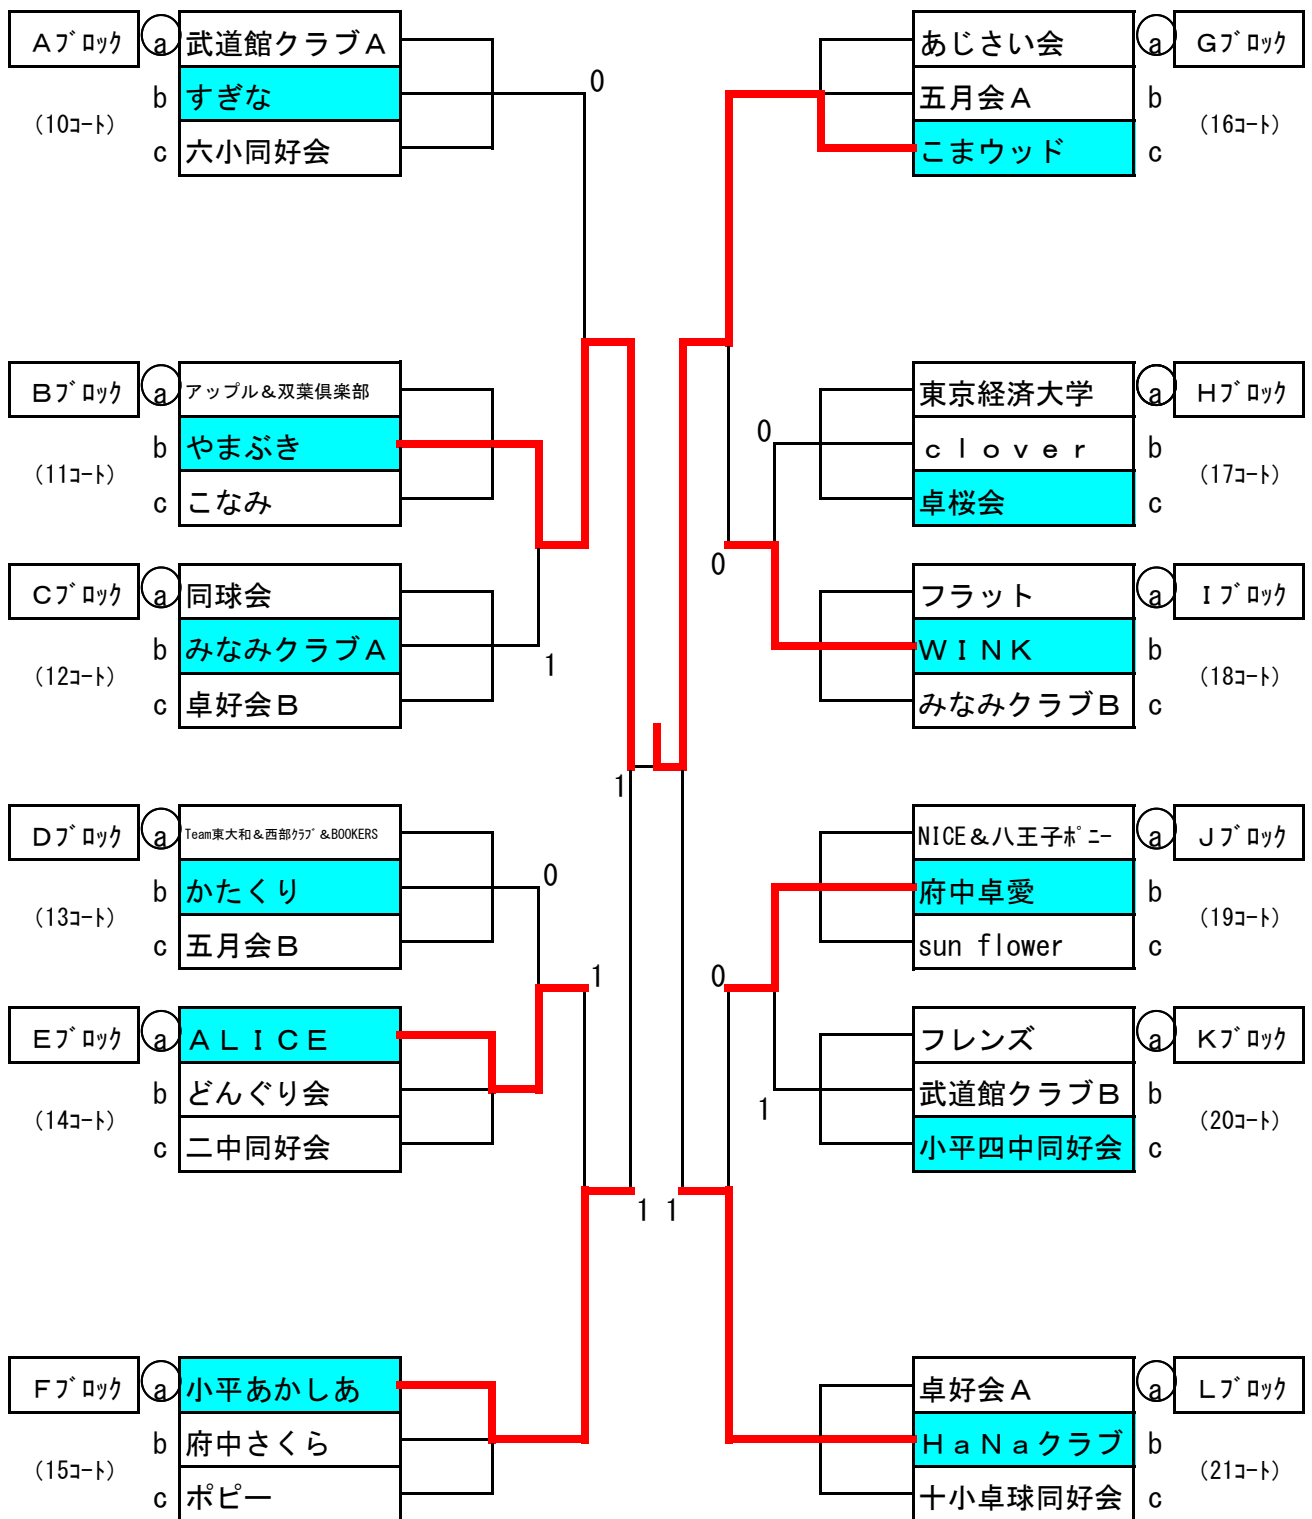 Aブロック a 武道館クラブA
b すぎな
(10コート)
c 六小同好会
0
Bブロック a アップル&双葉倶楽部
b やまぶき
(11コート)
c こなみ
Cブロック a 同球会
b みなみクラブA
(12コート)
c 卓好会B
1
1
Dブロック a Team東大和&西部クラブ&BOOKERS
b かたくり
(13コート)
c 五月会B
0
1
Eブロック a ALICE
b どんぐり会
(14コート)
c 二中同好会
1
Fブロック a 小平あかしあ
b 府中さくら
(15コート)
c ポピー
あじさい会 a Gブロック
五月会A b
(16コート)
こまウッド c
東京経済大学 a Hブロック
0
clover b
(17コート)
卓桜会 c
0
フラット a Iブロック
WINK b
(18コート)
みなみクラブB c
NICE&八王子ポニー a Jブロック
府中卓愛 b
(19コート)
sun flower c
0
フレンズ a Kブロック
武道館クラブB b
1
(20コート)
小平四中同好会 c
1
卓好会A a Lブロック
HaNaクラブ b
(21コート)
十小卓球同好会 c